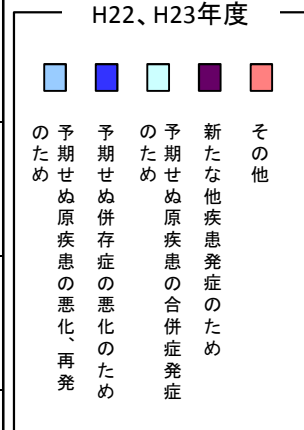 H22、H23年度
予期せぬ原疾患の悪化、再発
のため
予期せぬ併存症の悪化のため
予期せぬ原疾患の合併症発症
のため
新たな他疾患発症のため
その他